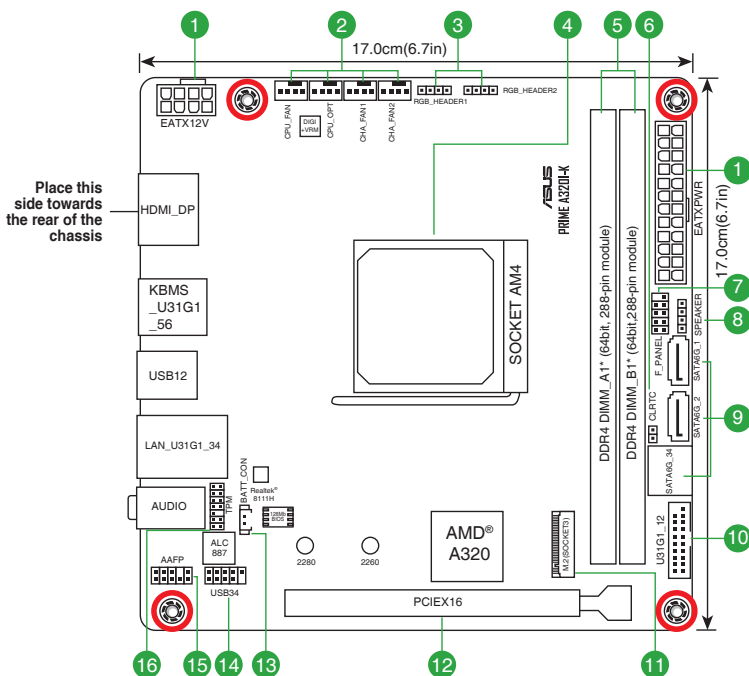 1
2
3
4
5
6
17.0cm(6.7in)
EATX12V
CPU_FAN
CPU_OPT
CHA_FAN1
CHA_FAN2
DIGI
+VRM
RGB_HEADER1
RGB_HEADER2
Place this
side towards
the rear of the
chassis
HDMI_DP
ASUS
PRIME A320I-K
1
EATXPWR
17.0cm(6.7in)
KBMS
_U31G1
_56
SOCKET AM4
DDR4 DIMM_A1* (64bit, 288-pin module)
DDR4 DIMM_B1* (64bit,288-pin module)
7
8
F_PANEL
SPEAKER
SATA6G_1
USB12
CLRTC
SATA6G_2
9
LAN_U31G1_34
SATA6G_34
BATT_CON
Realtek®
8111H
AUDIO
TPM
128Mb
BIOS
ALC
887
AMD®
A320
M.2(SOCKET3)
U31G1_12
10
2280
2260
AAFP
USB34
PCIEX16
16
15
14
13
12
11